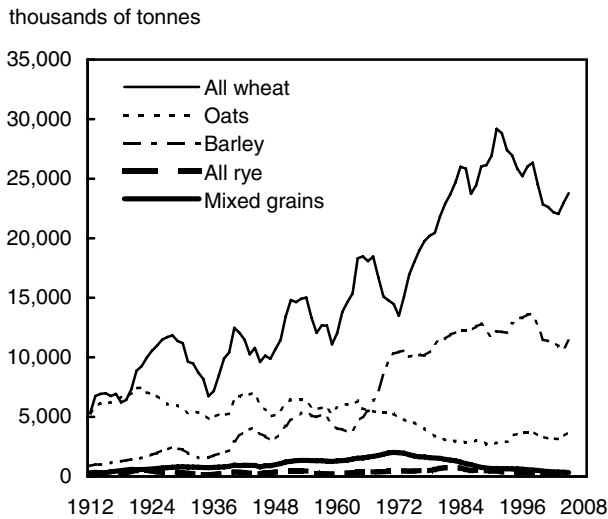 thousands of tonnes
35,000
30,000
25,000
20,000
15,000
10,000
5,000
0
All wheat
Oats
Barley
All rye
Mixed grains
1912 1924 1936 1948 1960 1972 1984 1996 2008